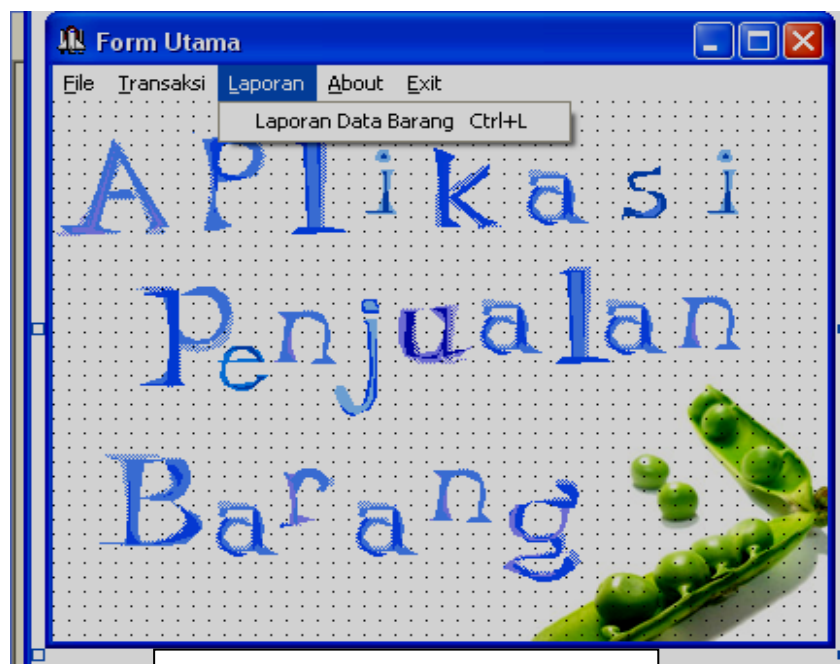 Form Utama
File Transaksi Laporan About Exit
Laporan Data Barang Ctrl+L
APlikasi
Penjualan
Barang